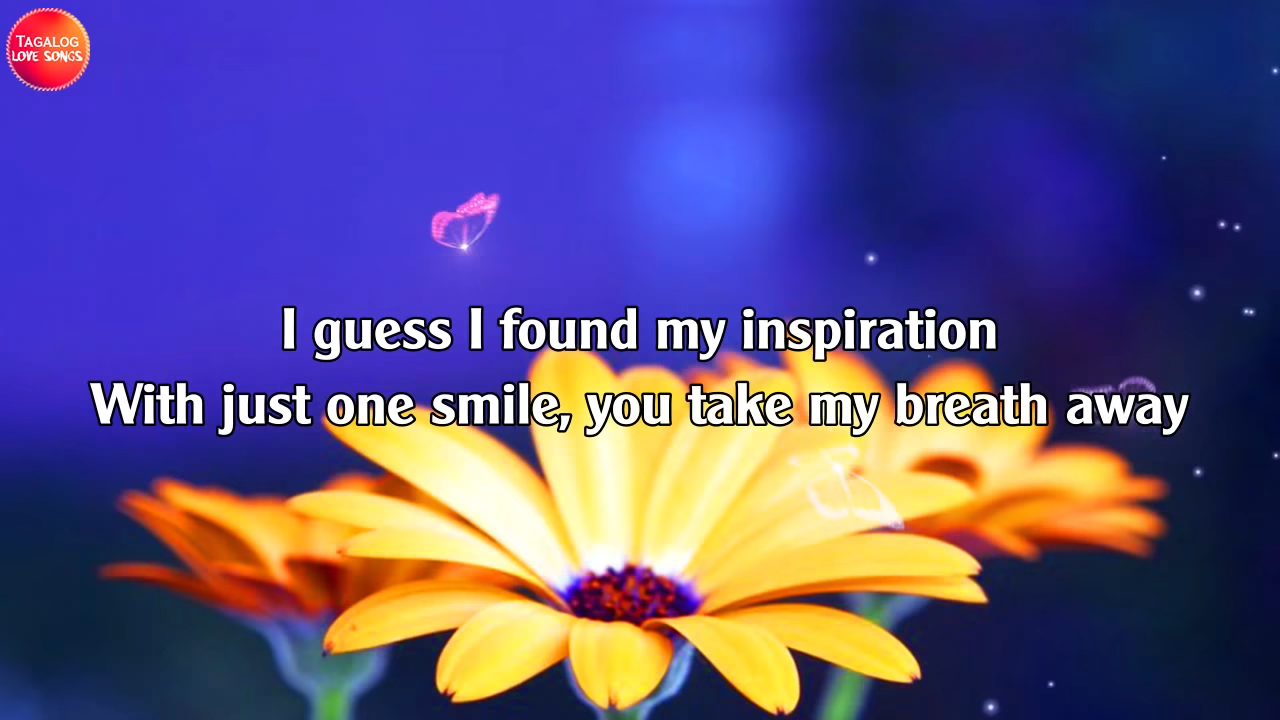 TAGALOG
LOVE SONGS
I guess I found my inspiration
With just one smile, you take my breath away